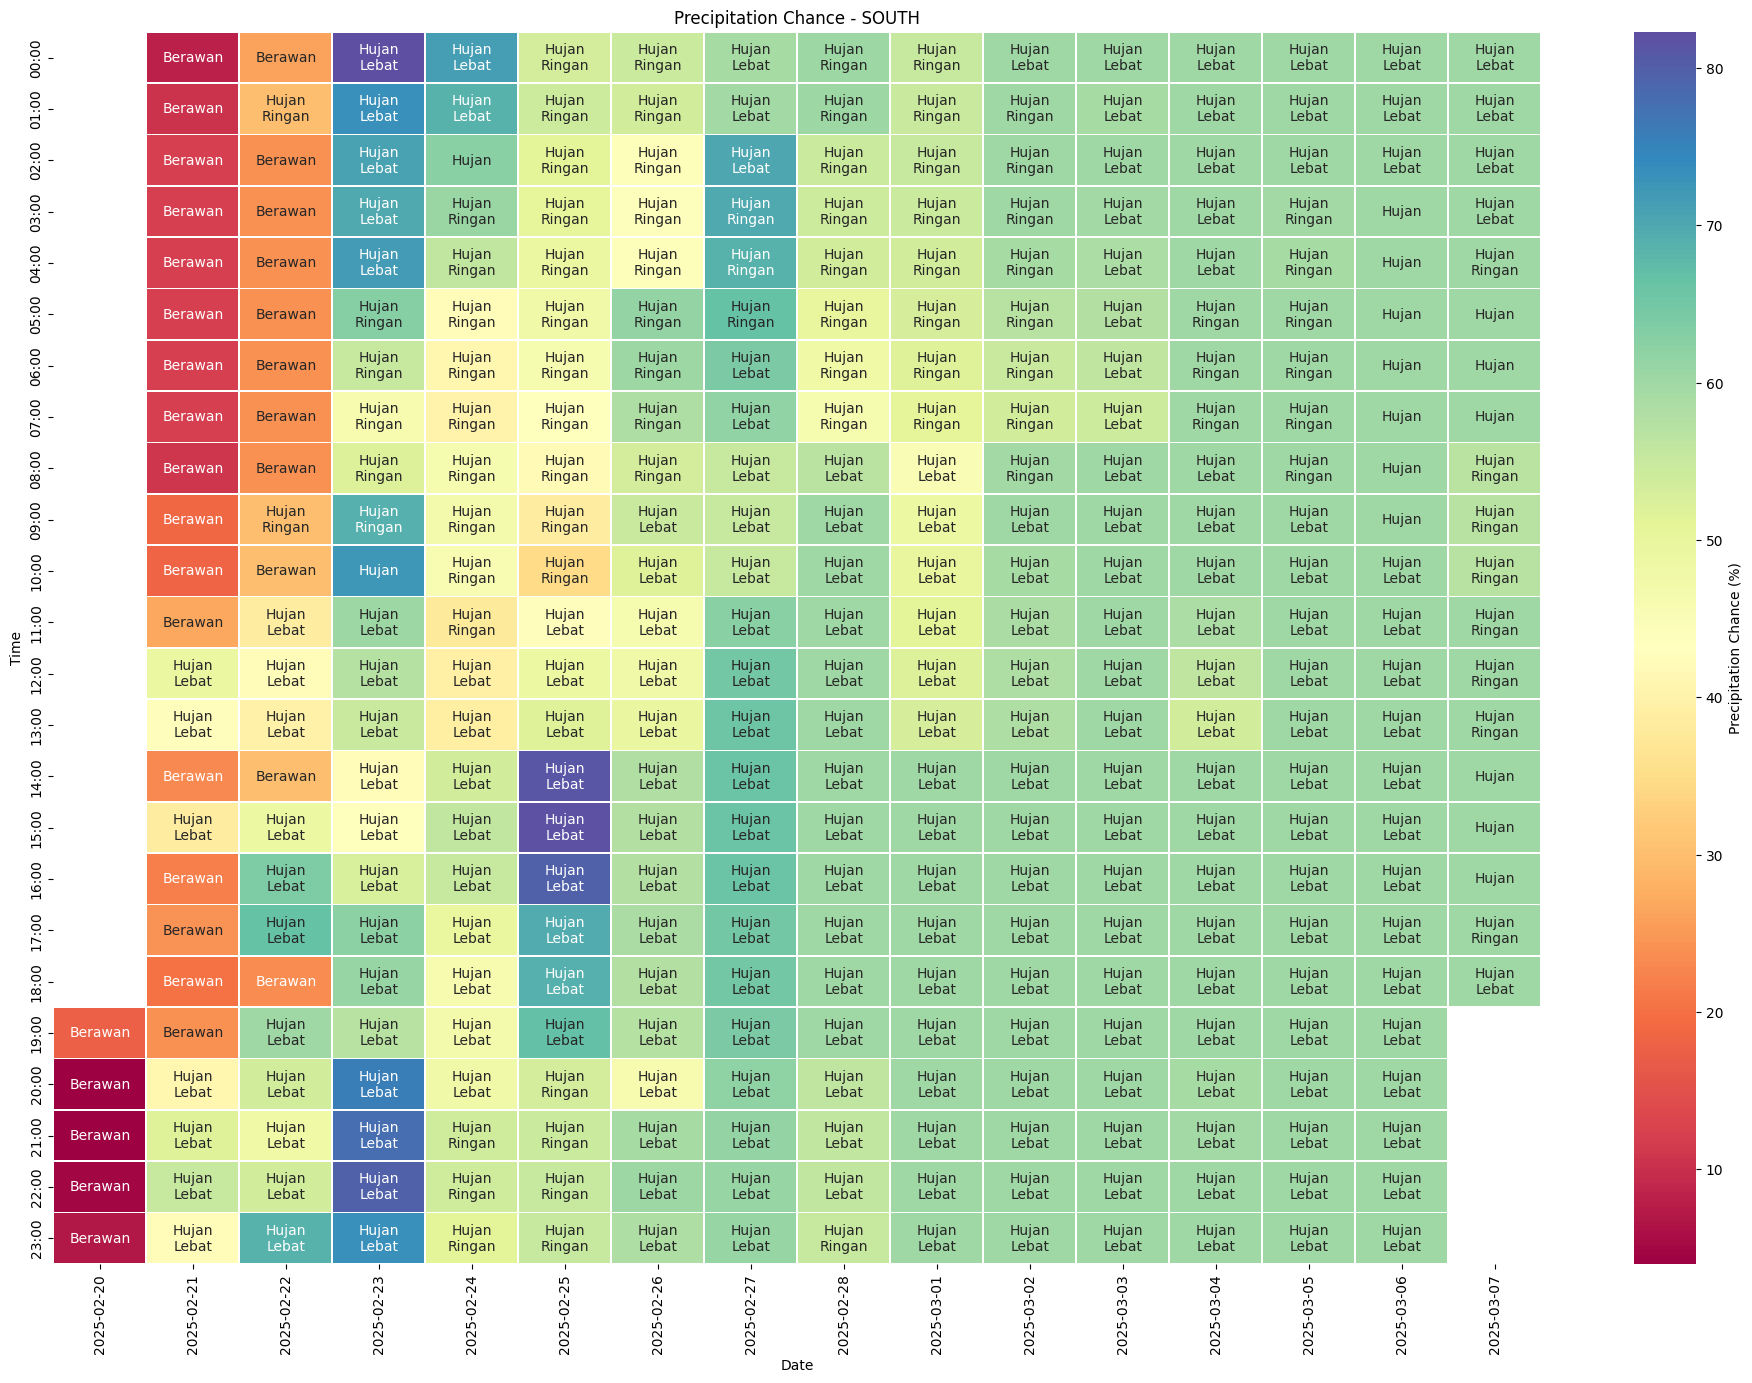 Precipitation Chance - SOUTH
00:00 Berawan Berawan Hujan Lebat Hujan Lebat Hujan Ringan Hujan Ringan Hujan Lebat Hujan Ringan Hujan Ringan Hujan Lebat Hujan Lebat Hujan Lebat Hujan Lebat Hujan Lebat Hujan Lebat
01:00 Berawan Hujan Ringan Hujan Lebat Hujan Lebat Hujan Ringan Hujan Ringan Hujan Lebat Hujan Ringan Hujan Ringan Hujan Ringan Hujan Lebat Hujan Lebat Hujan Lebat Hujan Lebat Hujan Lebat
02:00 Berawan Berawan Hujan Lebat Hujan Hujan Ringan Hujan Ringan Hujan Lebat Hujan Ringan Hujan Ringan Hujan Ringan Hujan Lebat Hujan Lebat Hujan Lebat Hujan Lebat Hujan Lebat
03:00 Berawan Berawan Hujan Lebat Hujan Ringan Hujan Ringan Hujan Ringan Hujan Ringan Hujan Ringan Hujan Ringan Hujan Ringan Hujan Lebat Hujan Lebat Hujan Ringan Hujan Hujan Lebat
04:00 Berawan Berawan Hujan Lebat Hujan Ringan Hujan Ringan Hujan Ringan Hujan Ringan Hujan Ringan Hujan Ringan Hujan Ringan Hujan Lebat Hujan Lebat Hujan Ringan Hujan Hujan Ringan
05:00 Berawan Berawan Hujan Ringan Hujan Ringan Hujan Ringan Hujan Ringan Hujan Ringan Hujan Ringan Hujan Ringan Hujan Ringan Hujan Lebat Hujan Ringan Hujan Ringan Hujan Hujan
06:00 Berawan Berawan Hujan Ringan Hujan Ringan Hujan Ringan Hujan Ringan Hujan Lebat Hujan Ringan Hujan Ringan Hujan Ringan Hujan Lebat Hujan Ringan Hujan Ringan Hujan Hujan
07:00 Berawan Berawan Hujan Ringan Hujan Ringan Hujan Ringan Hujan Ringan Hujan Lebat Hujan Ringan Hujan Ringan Hujan Ringan Hujan Lebat Hujan Ringan Hujan Ringan Hujan Hujan
08:00 Berawan Berawan Hujan Ringan Hujan Ringan Hujan Ringan Hujan Ringan Hujan Lebat Hujan Lebat Hujan Lebat Hujan Ringan Hujan Lebat Hujan Lebat Hujan Ringan Hujan Hujan Ringan
09:00 Berawan Hujan Ringan Hujan Ringan Hujan Ringan Hujan Ringan Hujan Lebat Hujan Lebat Hujan Lebat Hujan Lebat Hujan Lebat Hujan Lebat Hujan Lebat Hujan Lebat Hujan Hujan Ringan
10:00 Berawan Berawan Hujan Hujan Ringan Hujan Ringan Hujan Lebat Hujan Lebat Hujan Lebat Hujan Lebat Hujan Lebat Hujan Lebat Hujan Lebat Hujan Lebat Hujan Lebat Hujan Ringan
11:00 Berawan Hujan Lebat Hujan Lebat Hujan Ringan Hujan Lebat Hujan Lebat Hujan Lebat Hujan Lebat Hujan Lebat Hujan Lebat Hujan Lebat Hujan Lebat Hujan Lebat Hujan Lebat Hujan Ringan
12:00 Hujan Lebat Hujan Lebat Hujan Lebat Hujan Lebat Hujan Lebat Hujan Lebat Hujan Lebat Hujan Lebat Hujan Lebat Hujan Lebat Hujan Lebat Hujan Lebat Hujan Lebat Hujan Lebat Hujan Ringan
13:00 Hujan Lebat Hujan Lebat Hujan Lebat Hujan Lebat Hujan Lebat Hujan Lebat Hujan Lebat Hujan Lebat Hujan Lebat Hujan Lebat Hujan Lebat Hujan Lebat Hujan Lebat Hujan Lebat Hujan Ringan
14:00 Berawan Berawan Hujan Lebat Hujan Lebat Hujan Lebat Hujan Lebat Hujan Lebat Hujan Lebat Hujan Lebat Hujan Lebat Hujan Lebat Hujan Lebat Hujan Lebat Hujan Lebat Hujan
15:00 Hujan Lebat Hujan Lebat Hujan Lebat Hujan Lebat Hujan Lebat Hujan Lebat Hujan Lebat Hujan Lebat Hujan Lebat Hujan Lebat Hujan Lebat Hujan Lebat Hujan Lebat Hujan Lebat Hujan
16:00 Berawan Hujan Lebat Hujan Lebat Hujan Lebat Hujan Lebat Hujan Lebat Hujan Lebat Hujan Lebat Hujan Lebat Hujan Lebat Hujan Lebat Hujan Lebat Hujan Lebat Hujan Lebat Hujan
17:00 Berawan Hujan Lebat Hujan Lebat Hujan Lebat Hujan Lebat Hujan Lebat Hujan Lebat Hujan Lebat Hujan Lebat Hujan Lebat Hujan Lebat Hujan Lebat Hujan Lebat Hujan Lebat Hujan Ringan
18:00 Berawan Berawan Hujan Lebat Hujan Lebat Hujan Lebat Hujan Lebat Hujan Lebat Hujan Lebat Hujan Lebat Hujan Lebat Hujan Lebat Hujan Lebat Hujan Lebat Hujan Lebat Hujan Lebat
19:00 Berawan Berawan Hujan Lebat Hujan Lebat Hujan Lebat Hujan Lebat Hujan Lebat Hujan Lebat Hujan Lebat Hujan Lebat Hujan Lebat Hujan Lebat Hujan Lebat Hujan Lebat Hujan Lebat
20:00 Berawan Hujan Lebat Hujan Lebat Hujan Lebat Hujan Lebat Hujan Ringan Hujan Lebat Hujan Lebat Hujan Lebat Hujan Lebat Hujan Lebat Hujan Lebat Hujan Lebat Hujan Lebat Hujan Lebat
21:00 Berawan Hujan Lebat Hujan Lebat Hujan Lebat Hujan Ringan Hujan Ringan Hujan Lebat Hujan Lebat Hujan Lebat Hujan Lebat Hujan Lebat Hujan Lebat Hujan Lebat Hujan Lebat Hujan Lebat
22:00 Berawan Hujan Lebat Hujan Lebat Hujan Lebat Hujan Ringan Hujan Ringan Hujan Lebat Hujan Lebat Hujan Lebat Hujan Lebat Hujan Lebat Hujan Lebat Hujan Lebat Hujan Lebat Hujan Lebat
23:00 Berawan Hujan Lebat Hujan Lebat Hujan Lebat Hujan Ringan Hujan Ringan Hujan Lebat Hujan Lebat Hujan Ringan Hujan Lebat Hujan Lebat Hujan Lebat Hujan Lebat Hujan Lebat Hujan Lebat
Time
2025-02-20 2025-02-21 2025-02-22 2025-02-23 2025-02-24 2025-02-25 2025-02-26 2025-02-27 2025-02-28 2025-03-01 2025-03-02 2025-03-03 2025-03-04 2025-03-05 2025-03-06 2025-03-07
Date
80
70
60
50
40
30
20
10
Precipitation Chance (%)